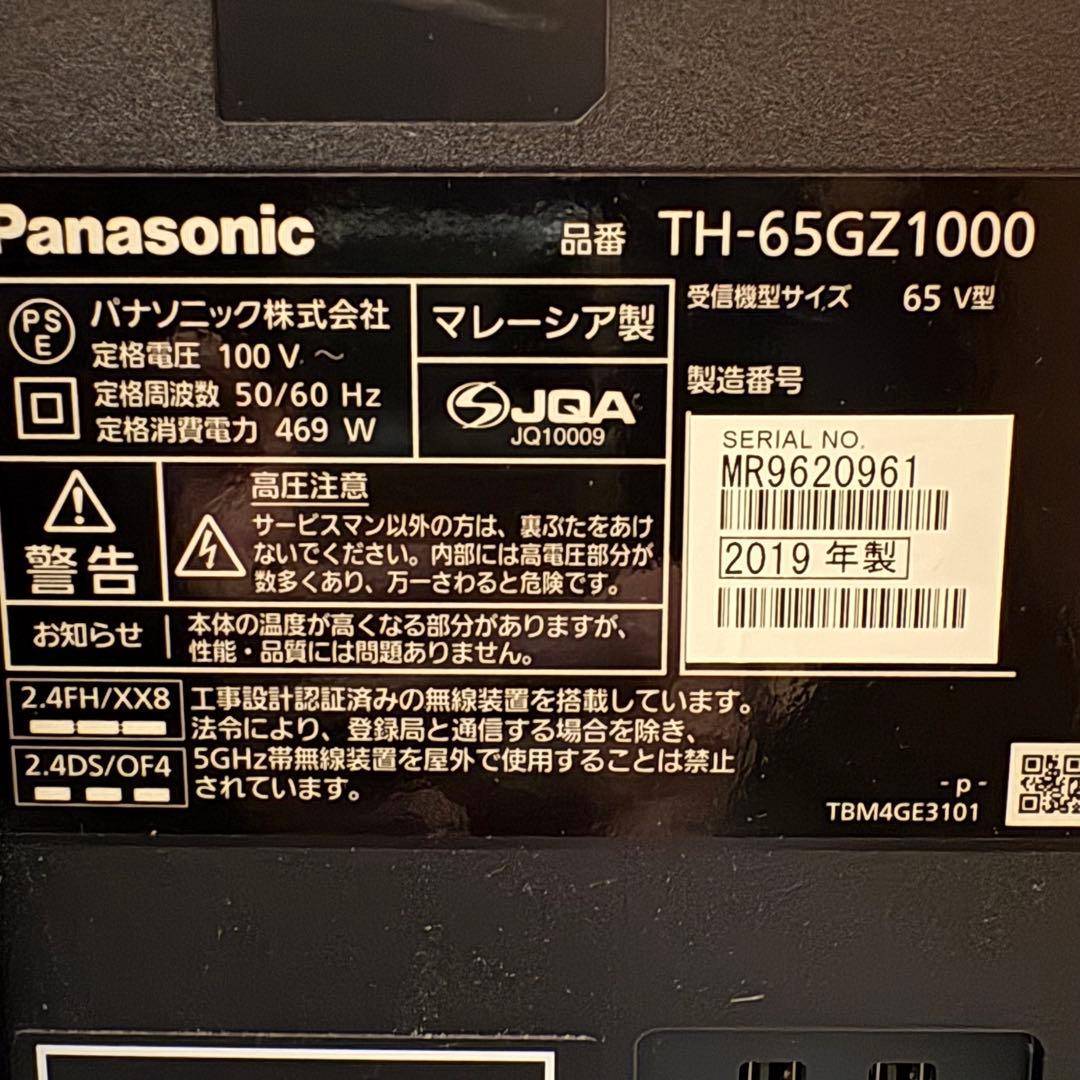 Panasonic
品番 TH-65GZ1000
受信機型サイズ 65 V型
PS
E
パナソニック株式会社
定格電圧 100 V ～
定格周波数 50/60 Hz
定格消費電力 469 W
マレーシア製
JQA
JQ10009
製造番号
SERIAL NO.
MR9620961
2019 年製
警告
高圧注意
サービスマン以外の方は、裏ぶたをあけ
ないでください。内部には高電圧部分が
数多くあり、万一さわると危険です。
お知らせ
本体の温度が高くなる部分がありますが、
性能・品質には問題ありません。
2.4FH/XX8
2.4DS/OF4
工事設計認証済みの無線装置を搭載しています。
法令により、登録局と通信する場合を除き、
5GHz帯無線装置を屋外で使用することは禁止
されています。
- p -
TBM4GE3101